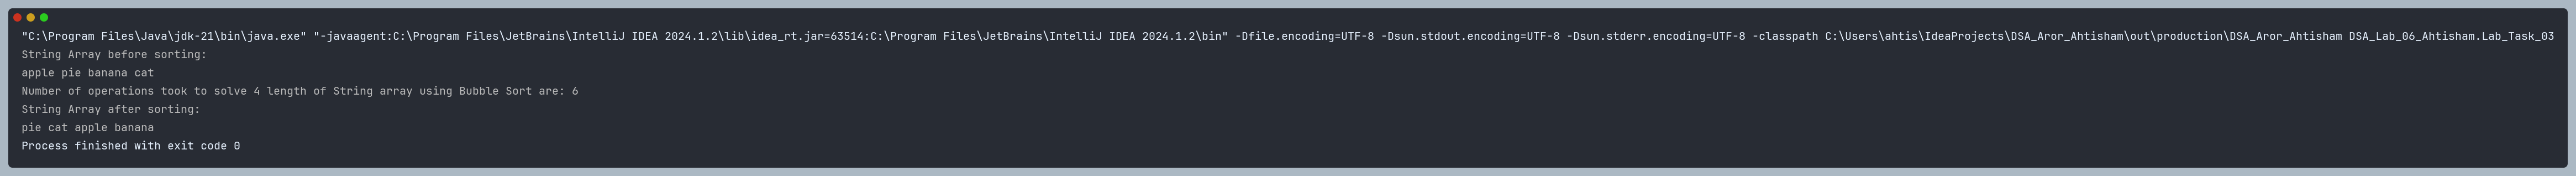 "C:\Program Files\Java\jdk-21\bin\java.exe" "-javaagent:C:\Program Files\JetBrains\IntelliJ IDEA 2024.1.2\lib\idea_rt.jar=63514:C:\Program Files\JetBrains\IntelliJ IDEA 2024.1.2\bin" -Dfile.encoding=UTF-8 -Dsun.stdout.encoding=UTF-8 -Dsun.stderr.encoding=UTF-8 -classpath C:\Users\ahtis\IdeaProjects\DSA_Aror_Ahtisham\out\production\DSA_Aror_Ahtisham DSA_Lab_06_Ahtisham.Lab_Task_03
String Array before sorting:
apple pie banana cat
Number of operations took to solve 4 length of String array using Bubble Sort are: 6
String Array after sorting:
pie cat apple banana
Process finished with exit code 0